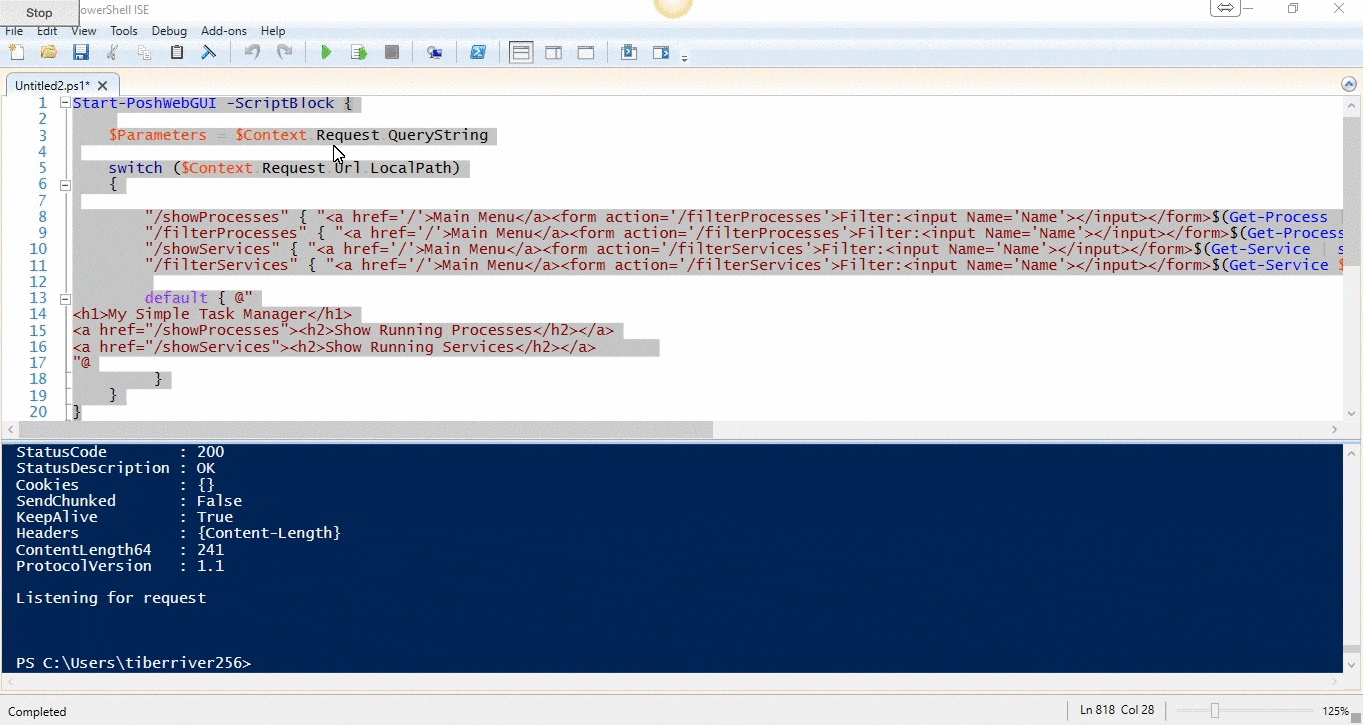 Stop
owerShell ISE
File Edit View Tools Debug Add-ons Help
Untitled2.ps1* X
1 Start-PoshWebGUI -ScriptBlock {
2
3 $Parameters = $Context.Request.QueryString
4
5 switch ($Context.Request.Url.LocalPath)
6 {
7
8 "/showProcesses" { "<a href='/'>Main Menu</a><form action='/filterProcesses'>Filter:<input Name='Name'></input></form>$(Get-Process |
9 "/filterProcesses" { "<a href='/'>Main Menu</a><form action='/filterProcesses'>Filter:<input Name='Name'></input></form>$(Get-Process
10 "/showServices" { "<a href='/'>Main Menu</a><form action='/filterServices'>Filter:<input Name='Name'></input></form>$(Get-Service | s
11 "/filterServices" { "<a href='/'>Main Menu</a><form action='/filterServices'>Filter:<input Name='Name'></input></form>$(Get-Service $
12
13 default { @"
14 <h1>My Simple Task Manager</h1>
15 <a href="/showProcesses"><h2>Show Running Processes</h2></a>
16 <a href="/showServices"><h2>Show Running Services</h2></a>
17 "@
18 }
19 }
20 }
StatusCode : 200
StatusDescription : OK
Cookies : {}
SendChunked : False
KeepAlive : True
Headers : {Content-Length}
ContentLength64 : 241
ProtocolVersion : 1.1
Listening for request
PS C:\Users\tiberriver256>
Completed
Ln 818 Col 28
125%